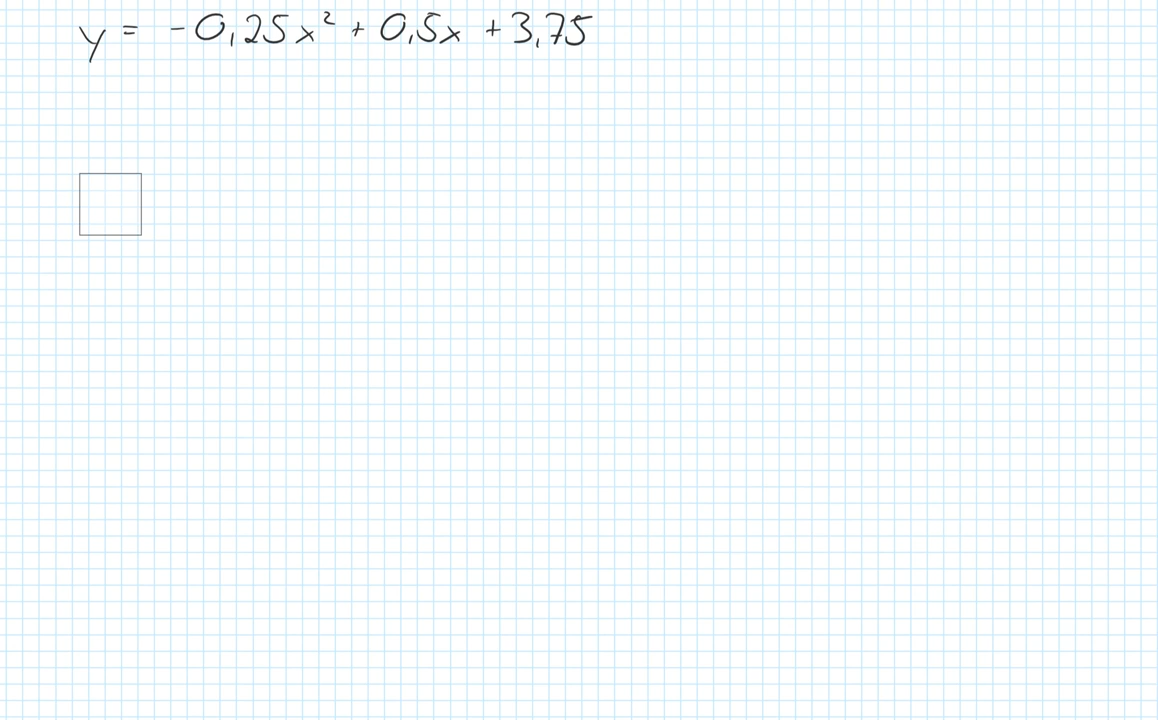 y = -0,25x² + 0,5x + 3,75